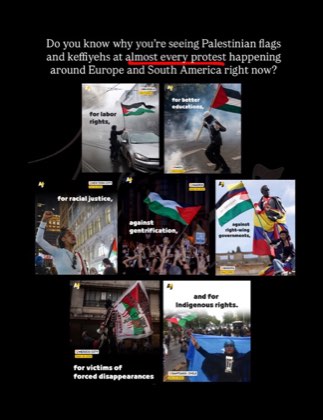 Do you know why you're seeing Palestinian flags
and keffiyehs at almost every protest happening
around Europe and South America right now?
for labor
rights,
for better
educations,
for racial justice,
against
gentrification,
against
right-wing
governments,
for victims of
forced disappearances
and for
Indigenous rights.